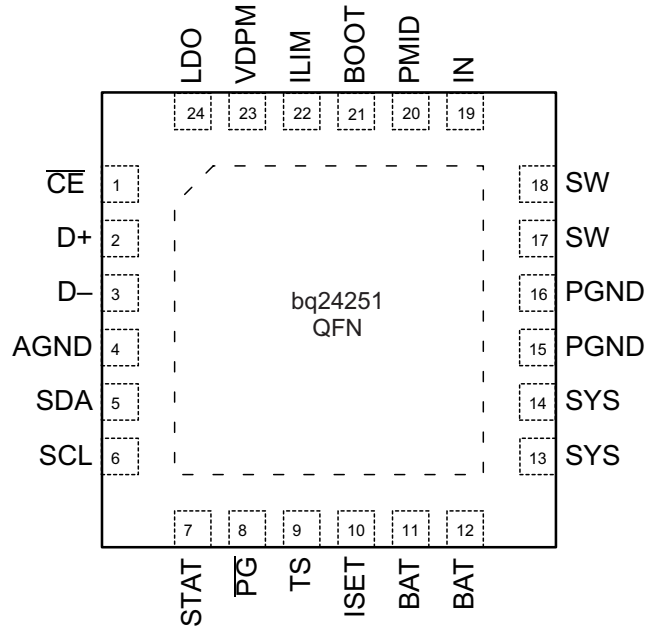 LDO
VDPM
ILIM
BOOT
PMID
IN
24
23
22
21
20
19
CE
1
18
SW
D+
2
17
SW
D–
3
16
PGND
bq24251
QFN
AGND
4
15
PGND
SDA
5
14
SYS
SCL
6
13
SYS
7
8
9
10
11
12
STAT
PG
TS
ISET
BAT
BAT